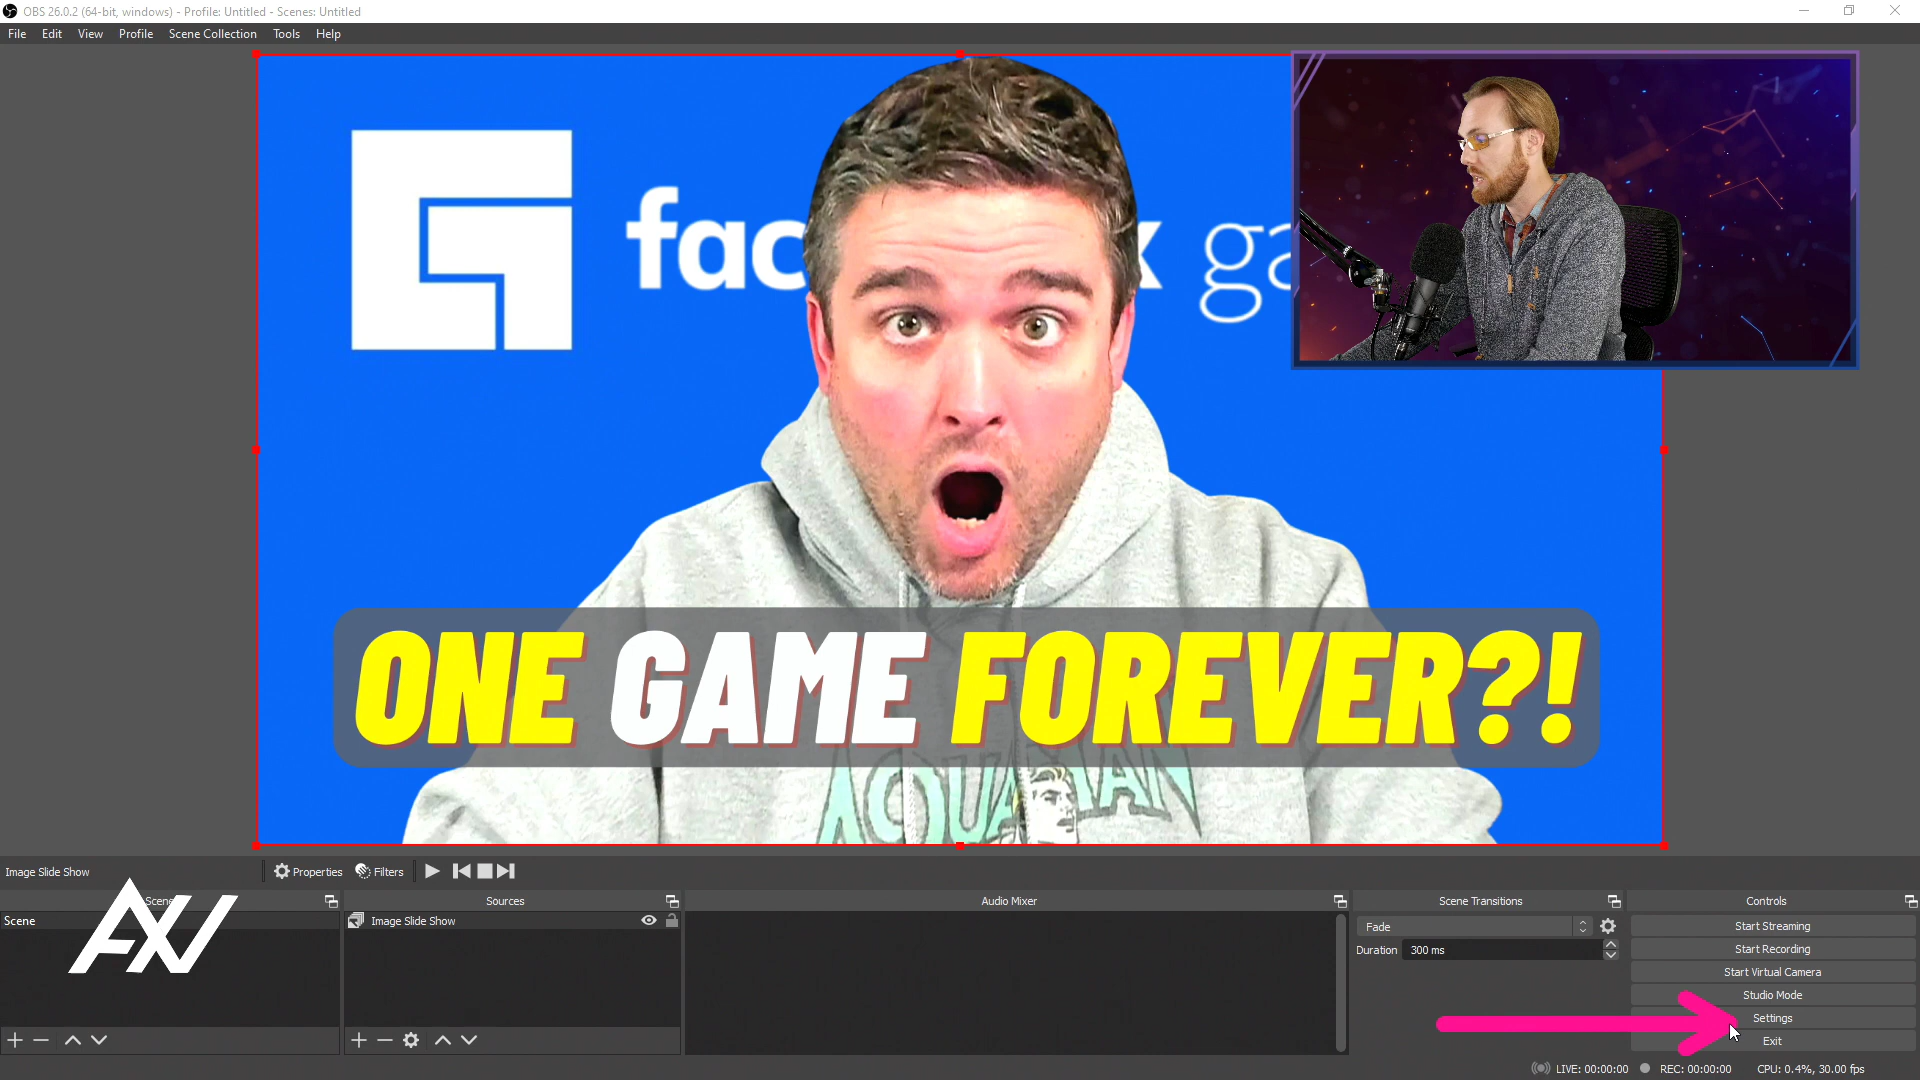 OBS 26.0.2 (64-bit, windows) - Profile: Untitled - Scenes: Untitled
File Edit View Profile Scene Collection Tools Help
fac k ga
ONE GAME FOREVER?!
AQUAMAN
Image Slide Show
Properties
Filters
Scene
Sources
Audio Mixer
Scene Transitions
Controls
Scene
Image Slide Show
Fade
Duration 300 ms
Start Streaming
Start Recording
Start Virtual Camera
Studio Mode
Settings
Exit
LIVE: 00:00:00
REC: 00:00:00
CPU: 0.4%, 30.00 fps